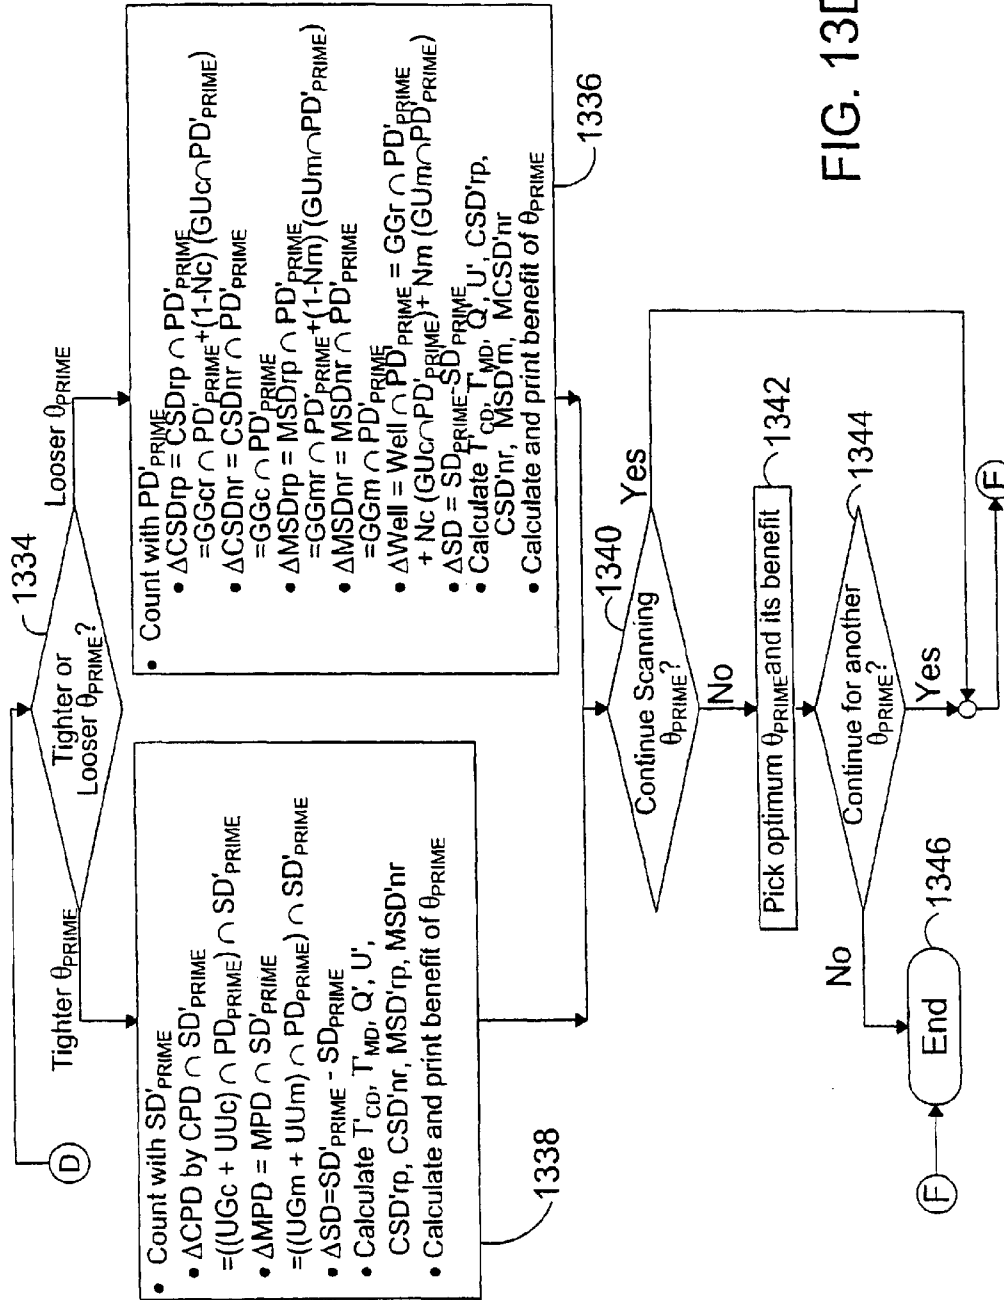 D
Tighter θPRIME
Tighter or
Looser θPRIME?
1334
Looser θPRIME
• Count with SD'PRIME
• ΔCPD by CPD ∩ SD'PRIME
=((UGc + UUc) ∩ PDPRIME) ∩ SD'PRIME
• ΔMPD = MPD ∩ SD'PRIME
=((UGm + UUm) ∩ PDPRIME) ∩ SD'PRIME
• ΔSD=SD'PRIME - SDPRIME
• Calculate T'CD, T'MD, Q', U',
CSD'rp, CSD'nr, MSD'rp, MSD'nr
• Calculate and print benefit of θPRIME
1338
• Count with PD'PRIME
• ΔCSDrp = CSDrp ∩ PD'PRIME
=GGcr ∩ PD'PRIME+(1-Nc) (GUc∩PD'PRIME)
• ΔCSDnr = CSDnr ∩ PD'PRIME
=GGc ∩ PD'PRIME
• ΔMSDrp = MSDrp ∩ PD'PRIME
=GGmr ∩ PD'PRIME+(1-Nm) (GUm∩PD'PRIME)
• ΔMSDnr = MSDnr ∩ PD'PRIME
=GGm ∩ PD'PRIME
• ΔWell = Well ∩ PD'PRIME = GGr ∩ PD'PRIME
+ Nc (GUc∩PD'PRIME)+ Nm (GUm∩PD'PRIME)
• ΔSD = SDPRIME-SD'PRIME
• Calculate T'CD, T'MD, Q', U', CSD'rp,
CSD'nr, MSD'm, MCSD'nr
• Calculate and print benefit of θPRIME
1336
Continue Scanning
θPRIME?
1340
Yes
No
Pick optimum θPRIME and its benefit
1342
Continue for another
θPRIME?
1344
No
Yes
F
End
1346
F
FIG. 13D